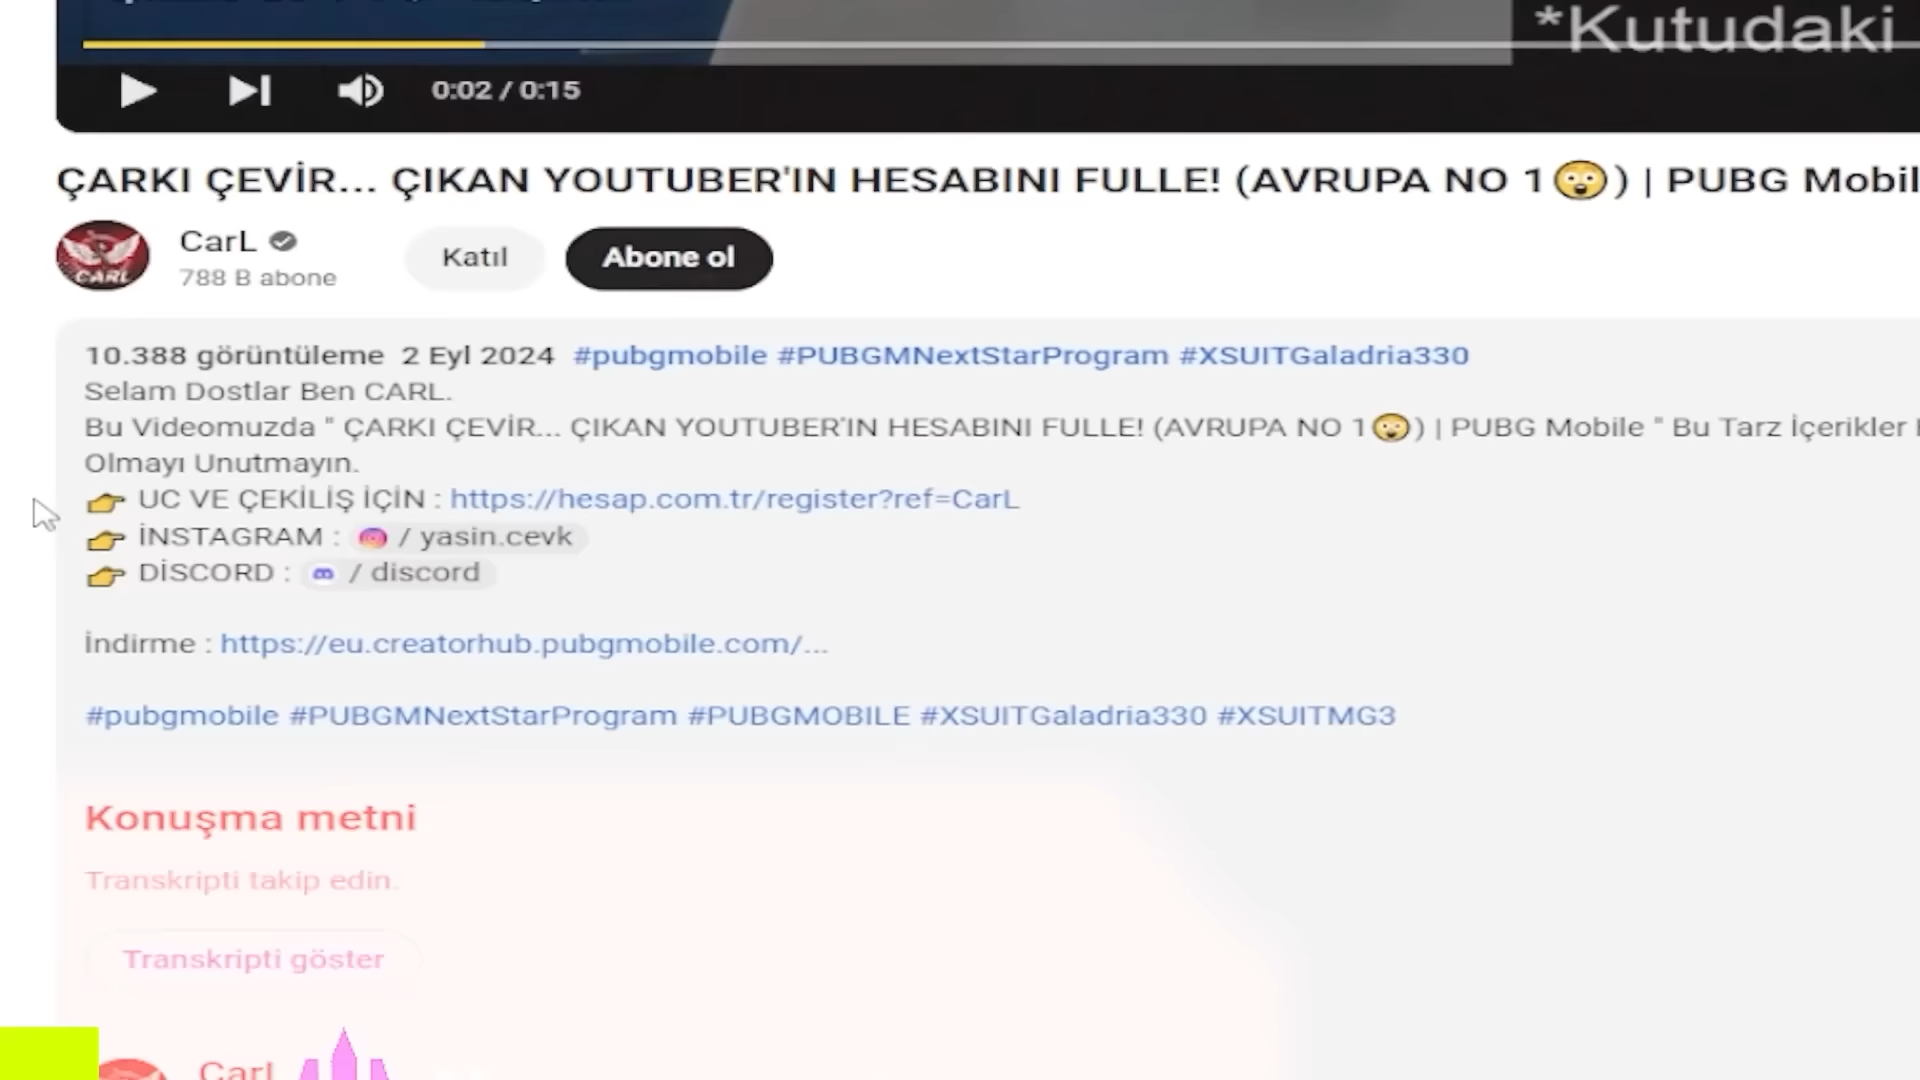 *Kutudaki
0:02 / 0:15
ÇARKI ÇEVİR... ÇIKAN YOUTUBER'IN HESABINI FULLE! (AVRUPA NO 1😲) | PUBG Mobil
CarL
788 B abone
Katıl
Abone ol
CARL
10.388 görüntüleme 2 Eyl 2024 #pubgmobile #PUBGMNextStarProgram #XSUITGaladria330
Selam Dostlar Ben CARL.
Bu Videomuzda " ÇARKI ÇEVİR... ÇIKAN YOUTUBER'IN HESABINI FULLE! (AVRUPA NO 1😲) | PUBG Mobile " Bu Tarz İçerikler
Olmayı Unutmayın.
👉 UC VE ÇEKİLİŞ İÇİN : https://hesap.com.tr/register?ref=CarL
👉 İNSTAGRAM : / yasin.cevk
👉 DİSCORD : / discord
İndirme : https://eu.creatorhub.pubgmobile.com/...
#pubgmobile #PUBGMNextStarProgram #PUBGMOBILE #XSUITGaladria330 #XSUITMG3
Konuşma metni
Transkripti takip edin.
Transkripti göster
CarL